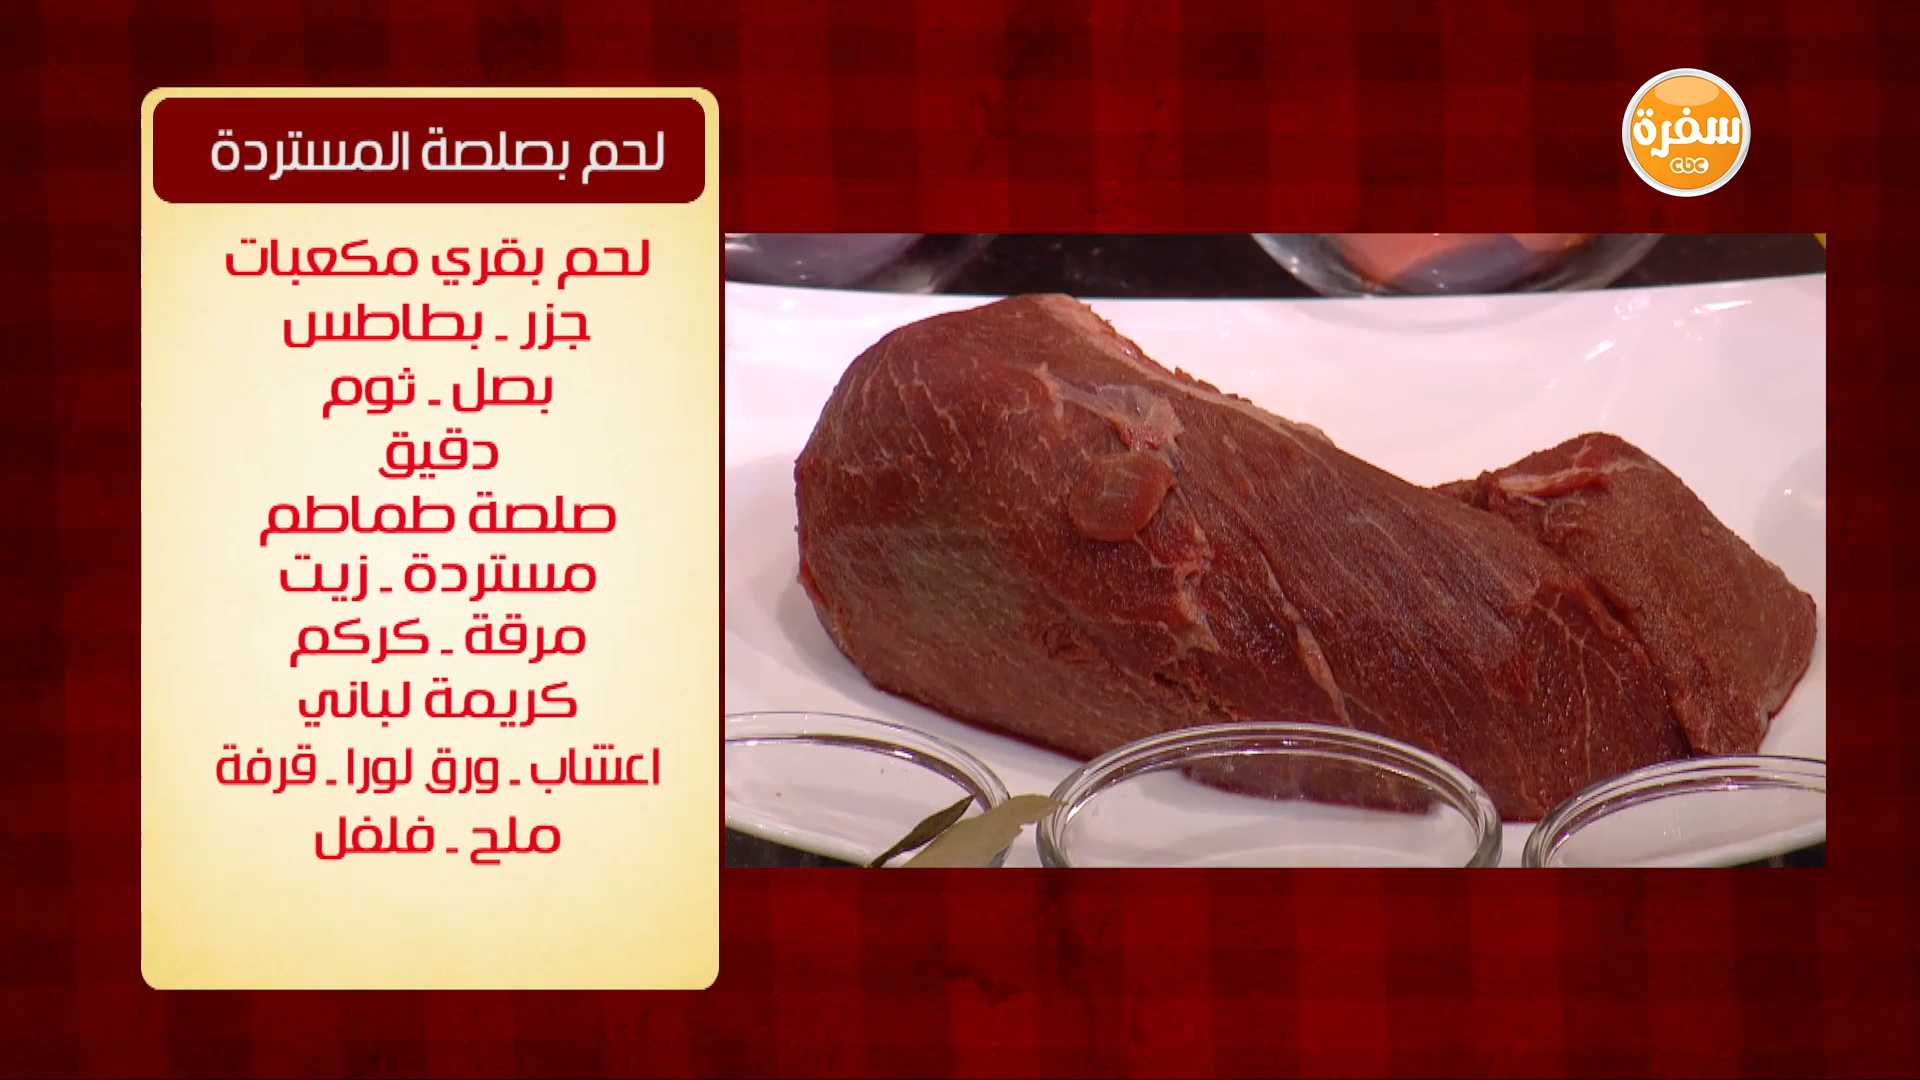 لحم بصلصة المستردة
لحم بقري مكعبات
جزر ـ بطاطس
بصل ـ ثوم
دقيق
صلصة طماطم
مستردة ـ زيت
مرقة ـ كركم
كريمة لباني
اعشاب ـ ورق لورا ـ قرفة
ملح ـ فلفل
سفرة
cbc